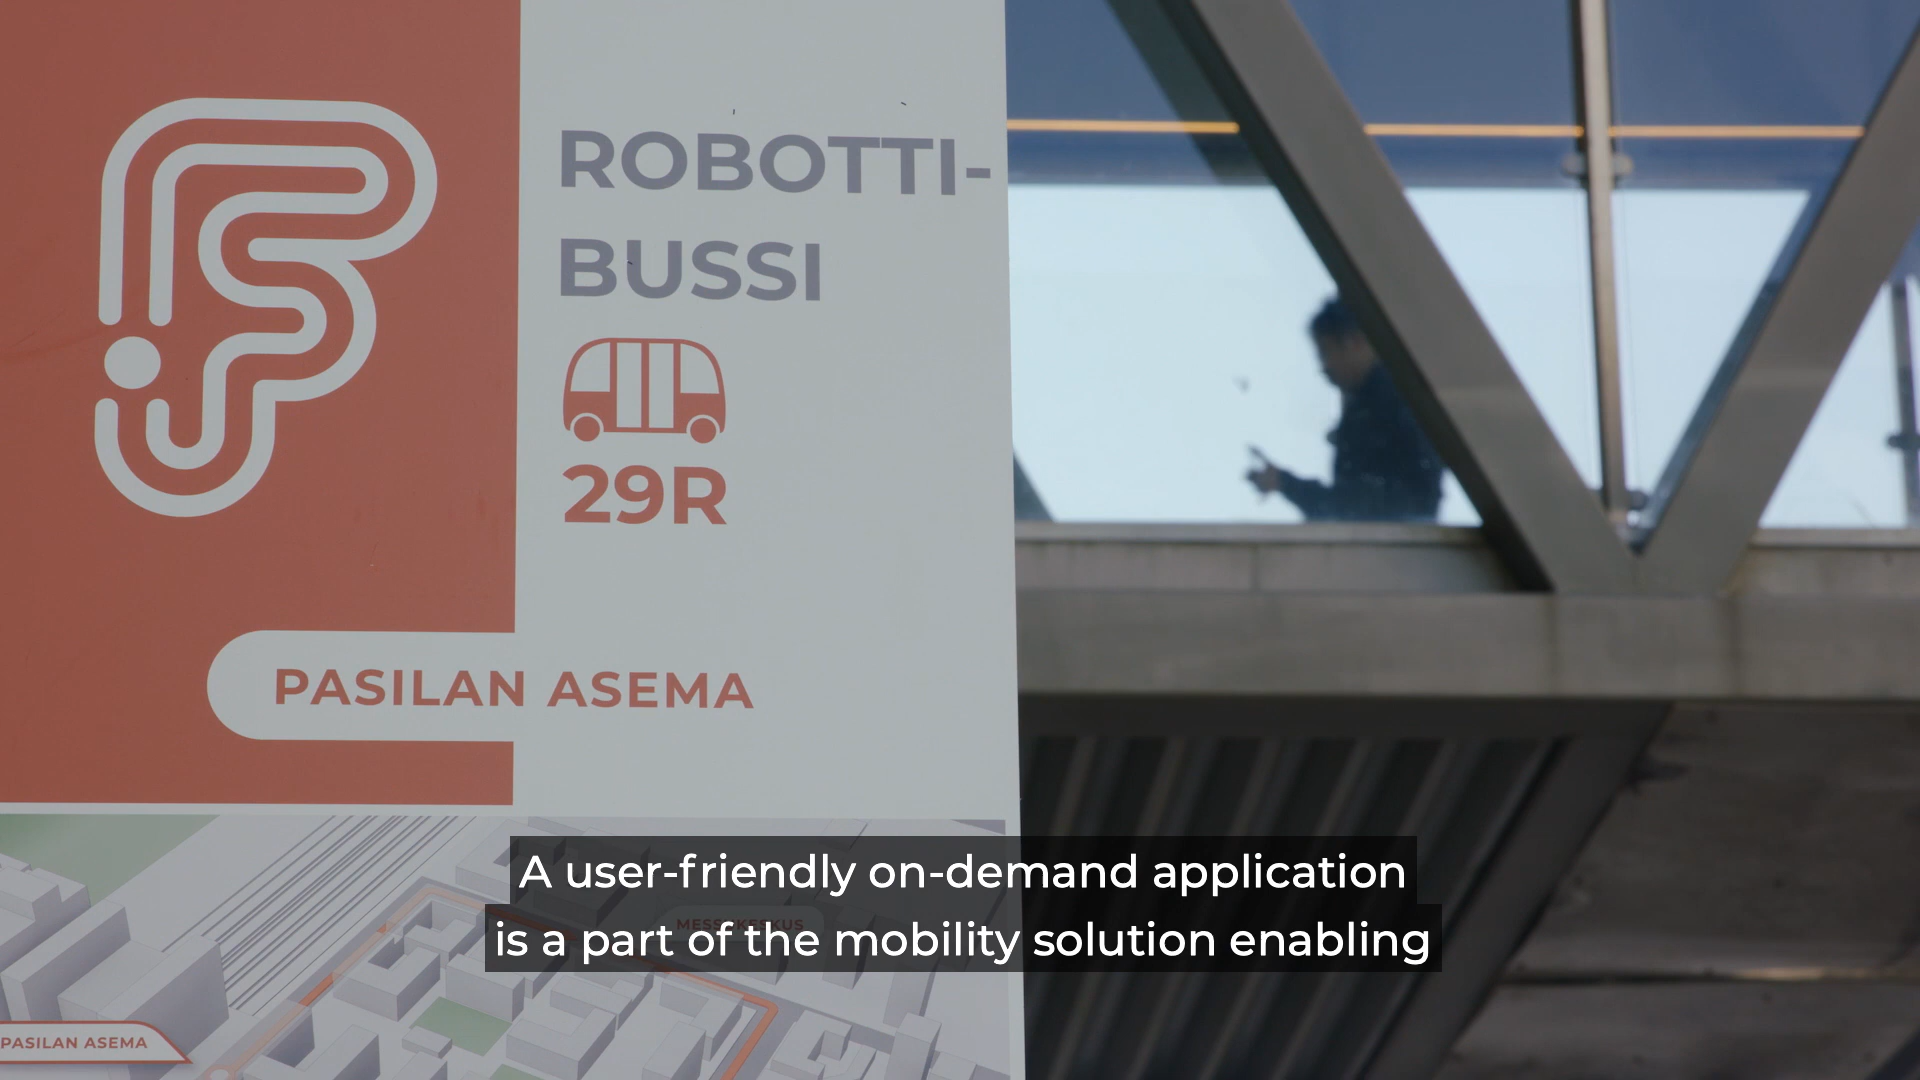 ROBOTTI-
BUSSI
29R
PASILAN ASEMA
MESSUKESKUS
PASILAN ASEMA
A user-friendly on-demand application
is a part of the mobility solution enabling